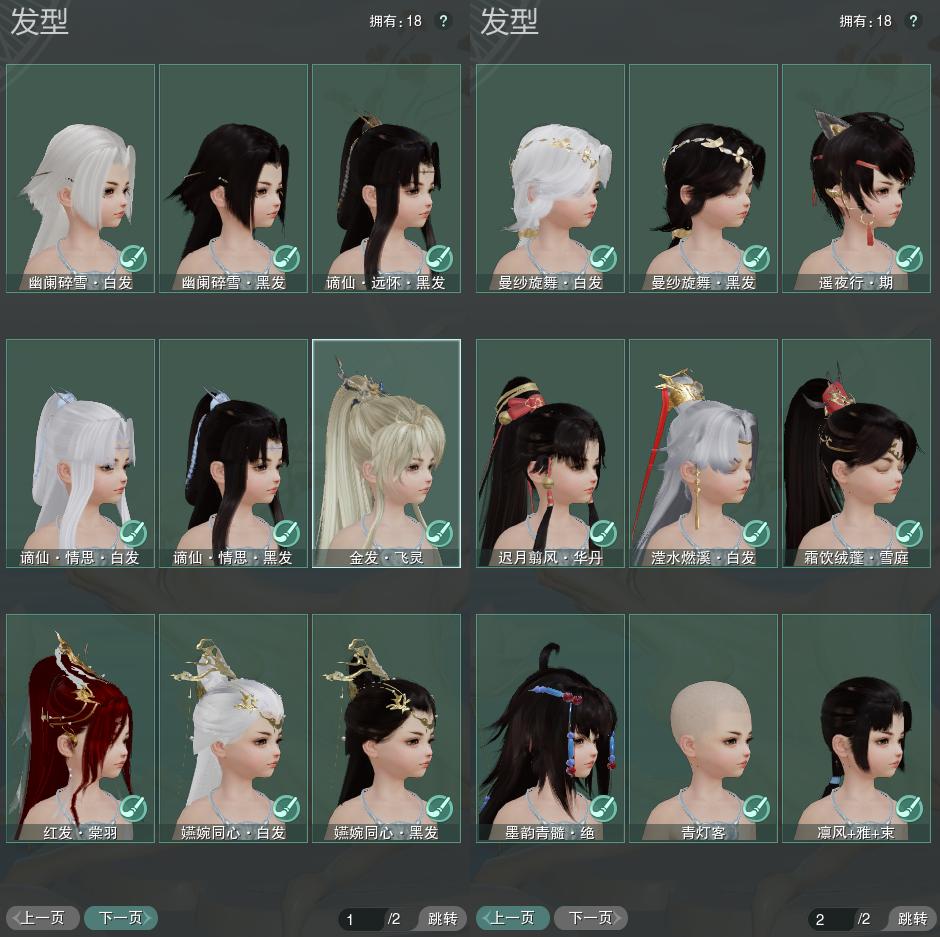 发型
拥有:18 ?
幽阑碎雪·白发
幽阑碎雪·黑发
谪仙·远怀·黑发
谪仙·情思·白发
谪仙·情思·黑发
金发·飞灵
红发·棠羽
嬿婉同心·白发
嬿婉同心·黑发
上一页
下一页
1 /2
跳转
发型
拥有:18 ?
曼纱旋舞·白发
曼纱旋舞·黑发
遥夜行·期
迟月翦风·华丹
滢水燃溪·白发
霜饮绒蓬·雪庭
墨韵青髓·绝
青灯客
凛风+雅+束
上一页
下一页
2 /2
跳转